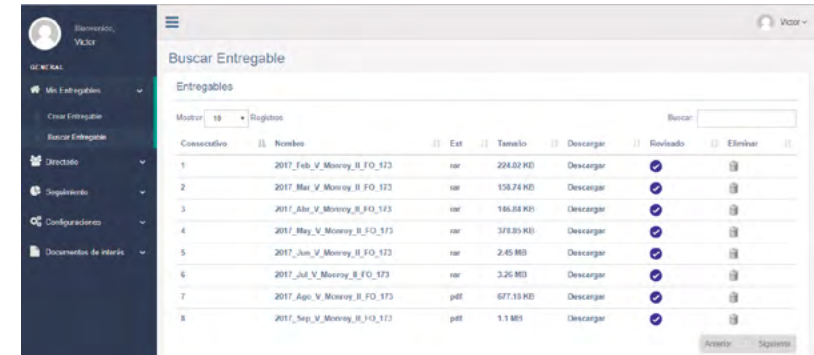 Bienvenido,
Victor
GENERAL
Mis Entregables
Crear Entregable
Buscar Entregable
Directorio
Seguimiento
Configuraciones
Documentos de interés
Victor
Buscar Entregable
Entregables
Mostrar 10 Registros
Buscar:
Consecutivo Nombre Ext Tamaño Descargar Revisado Eliminar
1 2017_Feb_V_Monroy_II_FO_173 rar 224.02 KB Descargar
2 2017_Mar_V_Monroy_II_FO_173 rar 158.74 KB Descargar
3 2017_Abr_V_Monroy_II_FO_173 rar 146.84 KB Descargar
4 2017_May_V_Monroy_II_FO_173 rar 378.85 KB Descargar
5 2017_Jun_V_Monroy_II_FO_173 rar 2.45 MB Descargar
6 2017_Jul_V_Monroy_II_FO_173 rar 3.26 MB Descargar
7 2017_Ago_V_Monroy_II_FO_173 pdf 677.18 KB Descargar
8 2017_Sep_V_Monroy_II_FO_173 pdf 1.1 MB Descargar
Anterior Siguiente